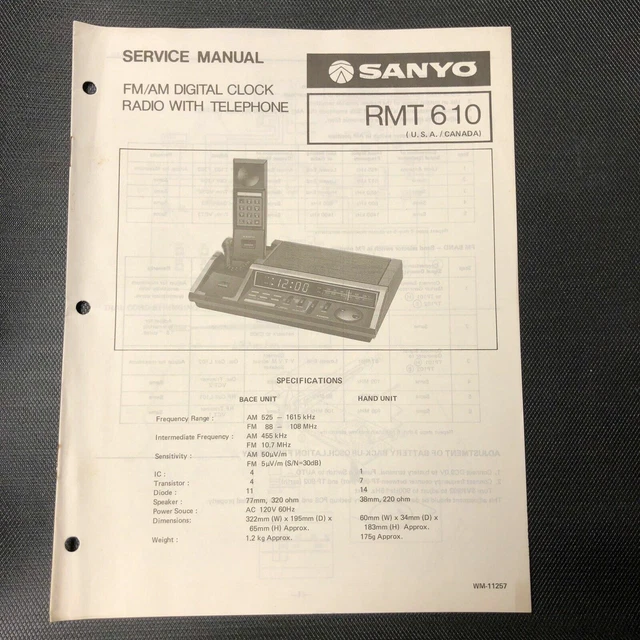 SERVICE MANUAL
FM/AM DIGITAL CLOCK
RADIO WITH TELEPHONE
SANYO
RMT 610
(U.S.A./CANADA)
12:00
SPECIFICATIONS
BACE UNIT HAND UNIT
Frequency Range : AM 525 – 1615 kHz
FM 88 – 108 MHz
Intermediate Frequency : AM 455 kHz
FM 10.7 MHz
Sensitivity : AM 50μV/m
FM 5μV/m (S/N=30dB)
IC : 4 1
Transistor : 4 7
Diode : 11 14
Speaker : 77mm, 320 ohm 38mm, 220 ohm
Power Souce : AC 120V 60Hz
Dimensions: 322mm (W) x 195mm (D) x 60mm (W) x 34mm (D) x
65mm (H) Approx. 183mm (H) Approx.
Weight : 1.2 kg Approx. 175g Approx.
WM-11257